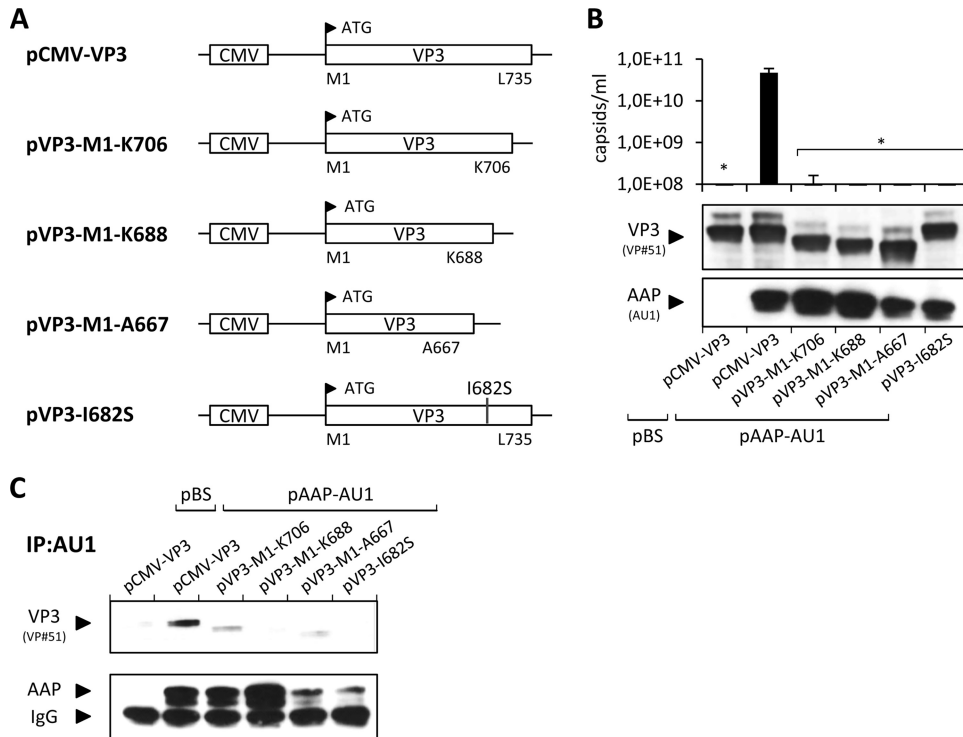 A
pCMV-VP3
CMV
ATG
VP3
M1
L735
pVP3-M1-K706
CMV
ATG
VP3
M1
K706
pVP3-M1-K688
CMV
ATG
VP3
M1
K688
pVP3-M1-A667
CMV
ATG
VP3
M1
A667
pVP3-I682S
CMV
ATG
I682S
VP3
M1
L735
B
capsids/ml
1,0E+11
1,0E+10
1,0E+09
1,0E+08
*
*
VP3
(VP#51)
AAP
(AU1)
pCMV-VP3
pCMV-VP3
pVP3-M1-K706
pVP3-M1-K688
pVP3-M1-A667
pVP3-I682S
pBS
pAAP-AU1
C
pBS
pAAP-AU1
IP:AU1
pCMV-VP3
pCMV-VP3
pVP3-M1-K706
pVP3-M1-K688
pVP3-M1-A667
pVP3-I682S
VP3
(VP#51)
AAP
IgG